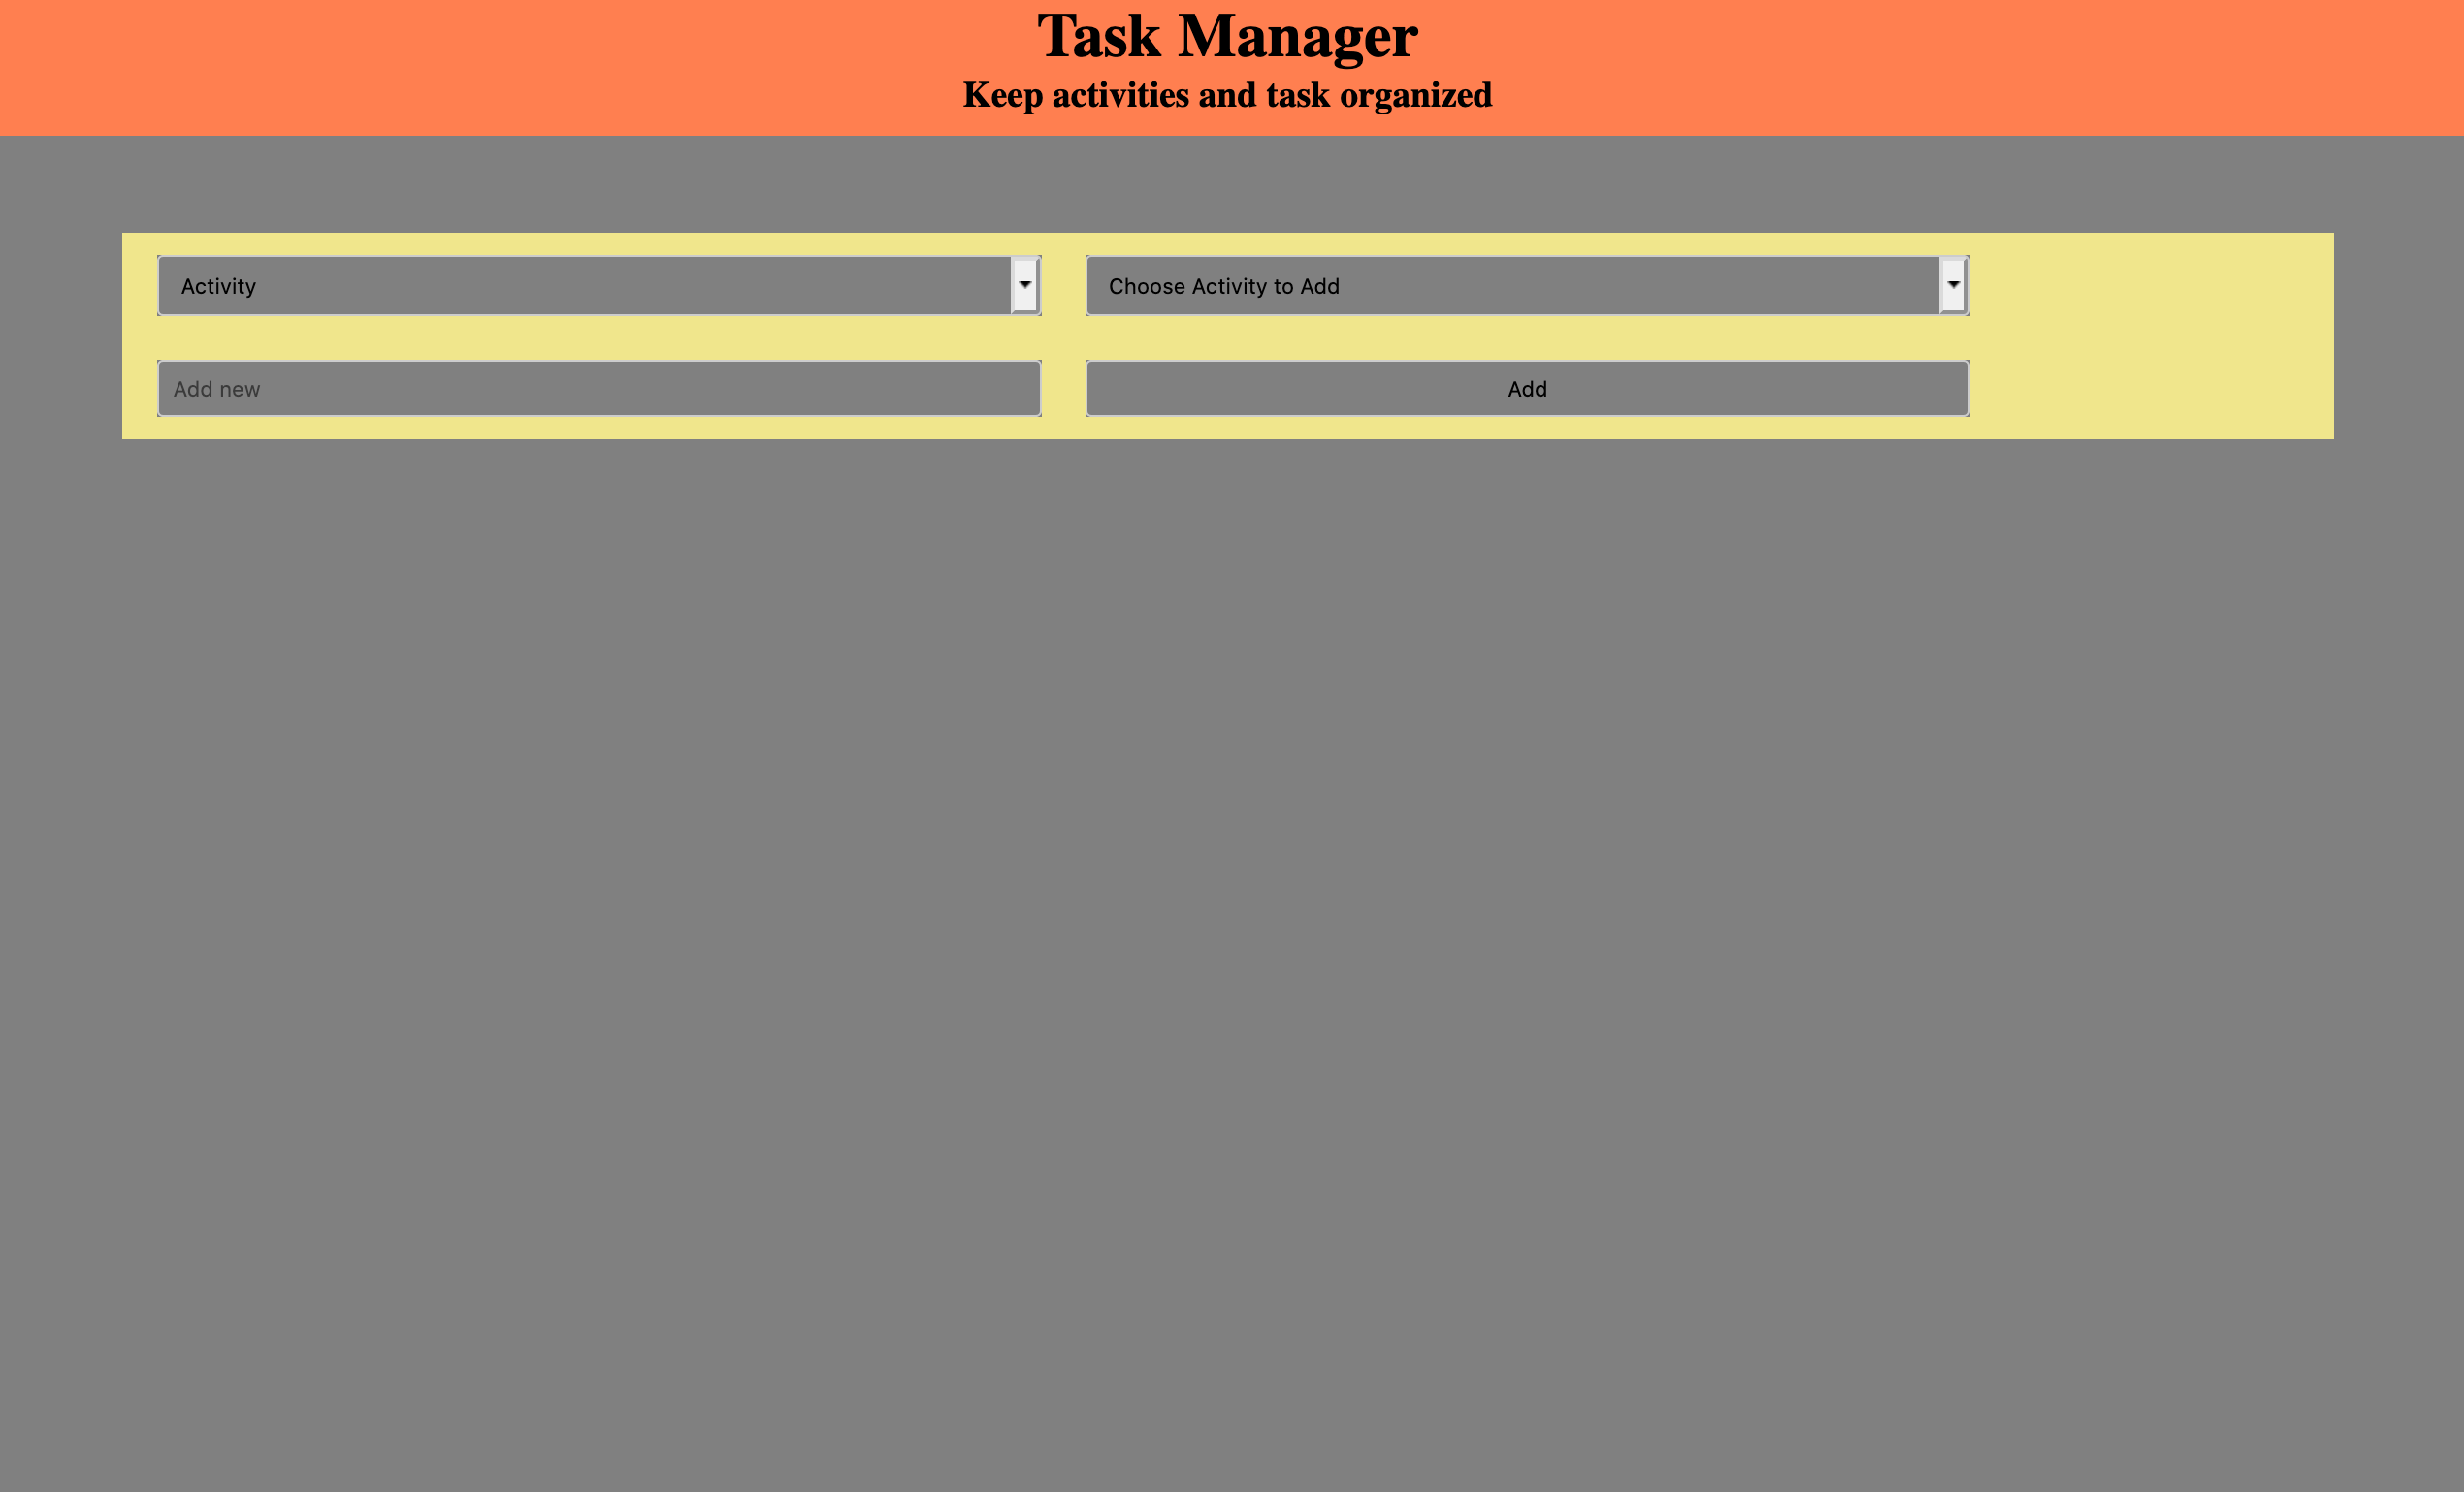 Task Manager
Keep activities and task organized
Activity
Choose Activity to Add
Add new
Add